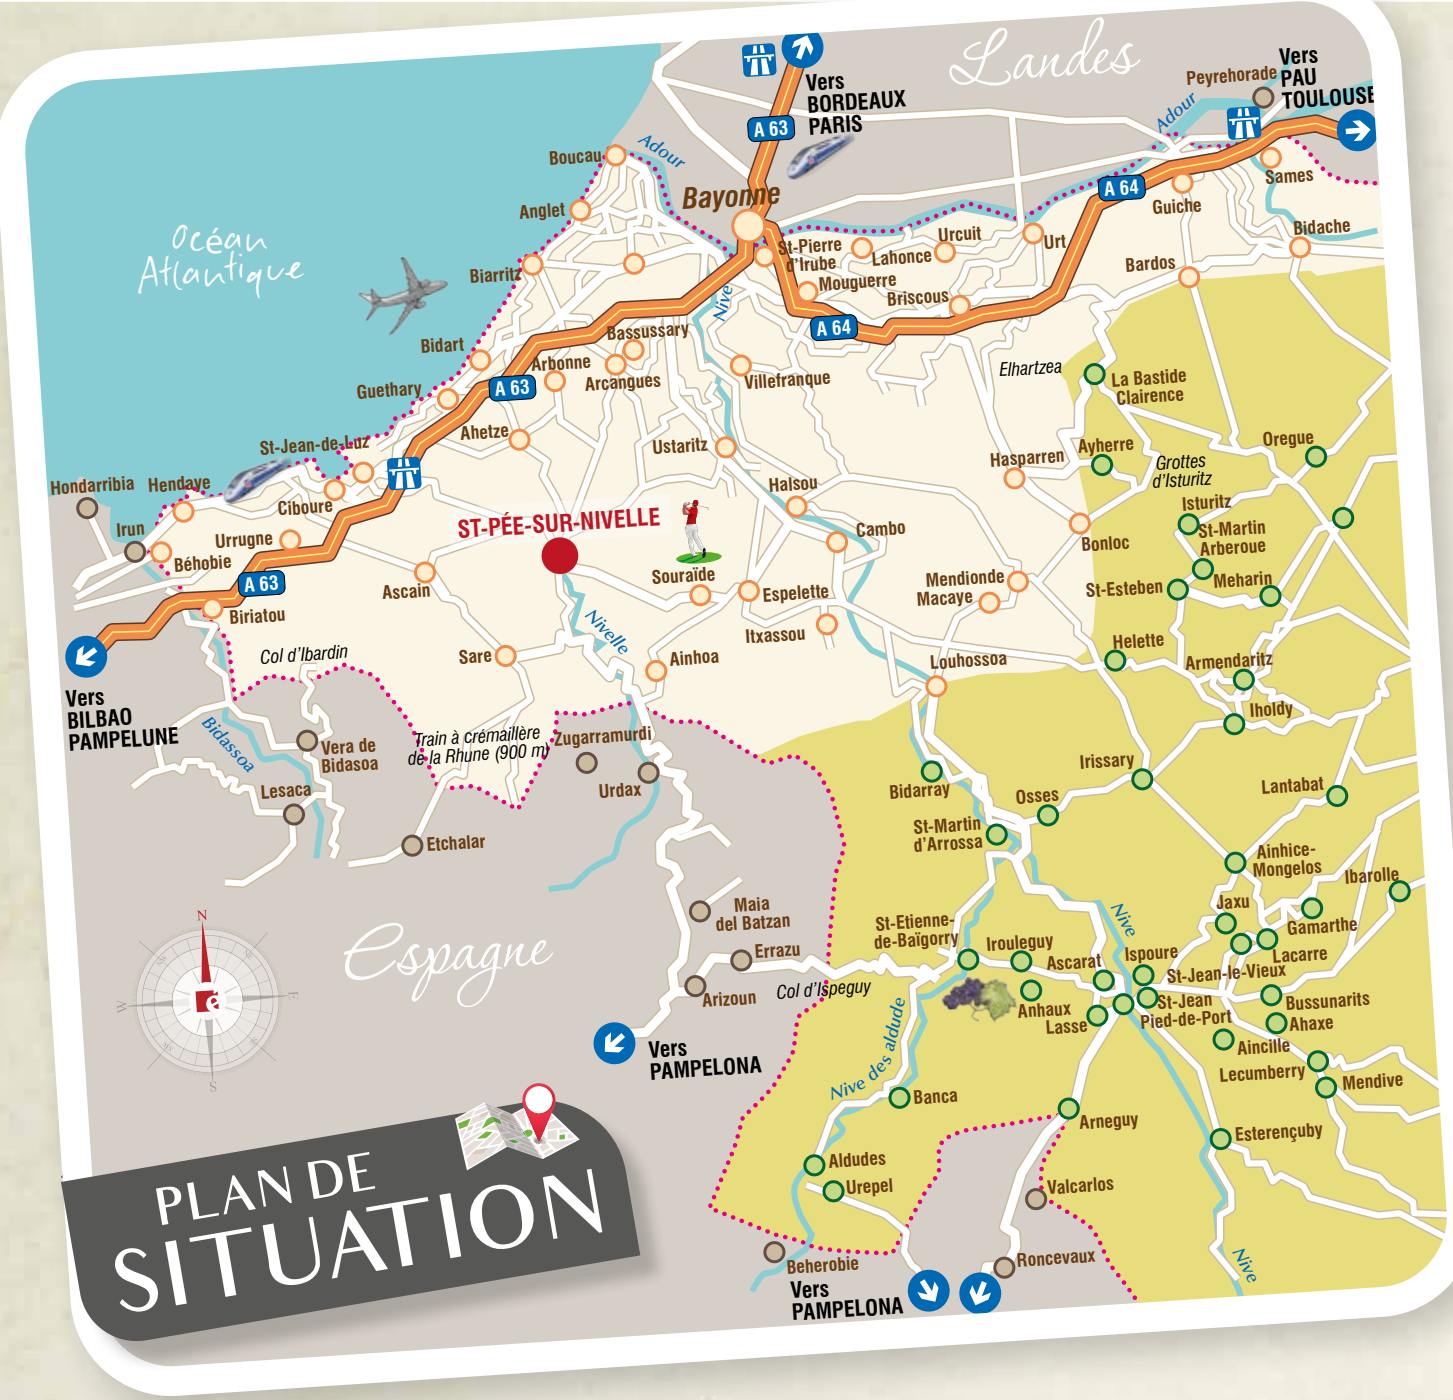 Landes
Vers
PAU
TOULOUSE
Peyrehorade
Vers
BORDEAUX
PARIS
A 63
Adour
Adour
Boucau
Bayonne
A 64
Sames
Guiche
Anglet
Océan
Atlantique
St-Pierre
d'Irube
Lahonce
Urcuit
Urt
Bidache
Bardos
Biarritz
Mouguerre
Briscous
Nive
A 64
Bidart
Bassussary
Arbonne
Arcangues
Villefranque
Elhartzea
La Bastide
Clairence
Guethary
A 63
Ahetze
St-Jean-de-Luz
Ustaritz
Ayherre
Oregue
Hasparren
Grottes
d'Isturitz
Hondarribia
Hendaye
Ciboure
Halsou
Isturitz
Irun
Urrugne
ST-PÉE-SUR-NIVELLE
Cambo
Bonloc
St-Martin
Arberoue
Béhobie
A 63
Ascain
Souraïde
Espelette
Mendionde
Macaye
St-Esteben
Meharin
Biriatou
Nivelle
Itxassou
Col d'Ibardin
Sare
Ainhoa
Louhossoa
Helette
Armendaritz
Vers
BILBAO
PAMPELUNE
Bidassoa
Iholdy
Vera de
Bidasoa
Train à crémaillère
de la Rhune (900 m)
Zugarramurdi
Urdax
Irissary
Lesaca
Bidarray
Osses
Lantabat
Etchalar
St-Martin
d'Arrossa
Ainhice-
Mongelos
Ibarolle
N
E
S
W
Maia
del Batzan
Jaxu
Gamarthe
Espagne
St-Etienne-
de-Baïgorry
Irouleguy
Nive
Errazu
Ascarat
Ispoure
Lacarre
St-Jean-le-Vieux
Arizoun
Col d'Ispeguy
Anhaux
Lasse
St-Jean
Pied-de-Port
Bussunarits
Ahaxe
Aincille
Vers
PAMPELONA
Nive des aldude
Lecumberry
Mendive
Banca
Arneguy
Esterençuby
Aldudes
Urepel
Valcarlos
PLAN DE
SITUATION
Beherobie
Roncevaux
Nive
Vers
PAMPELONA